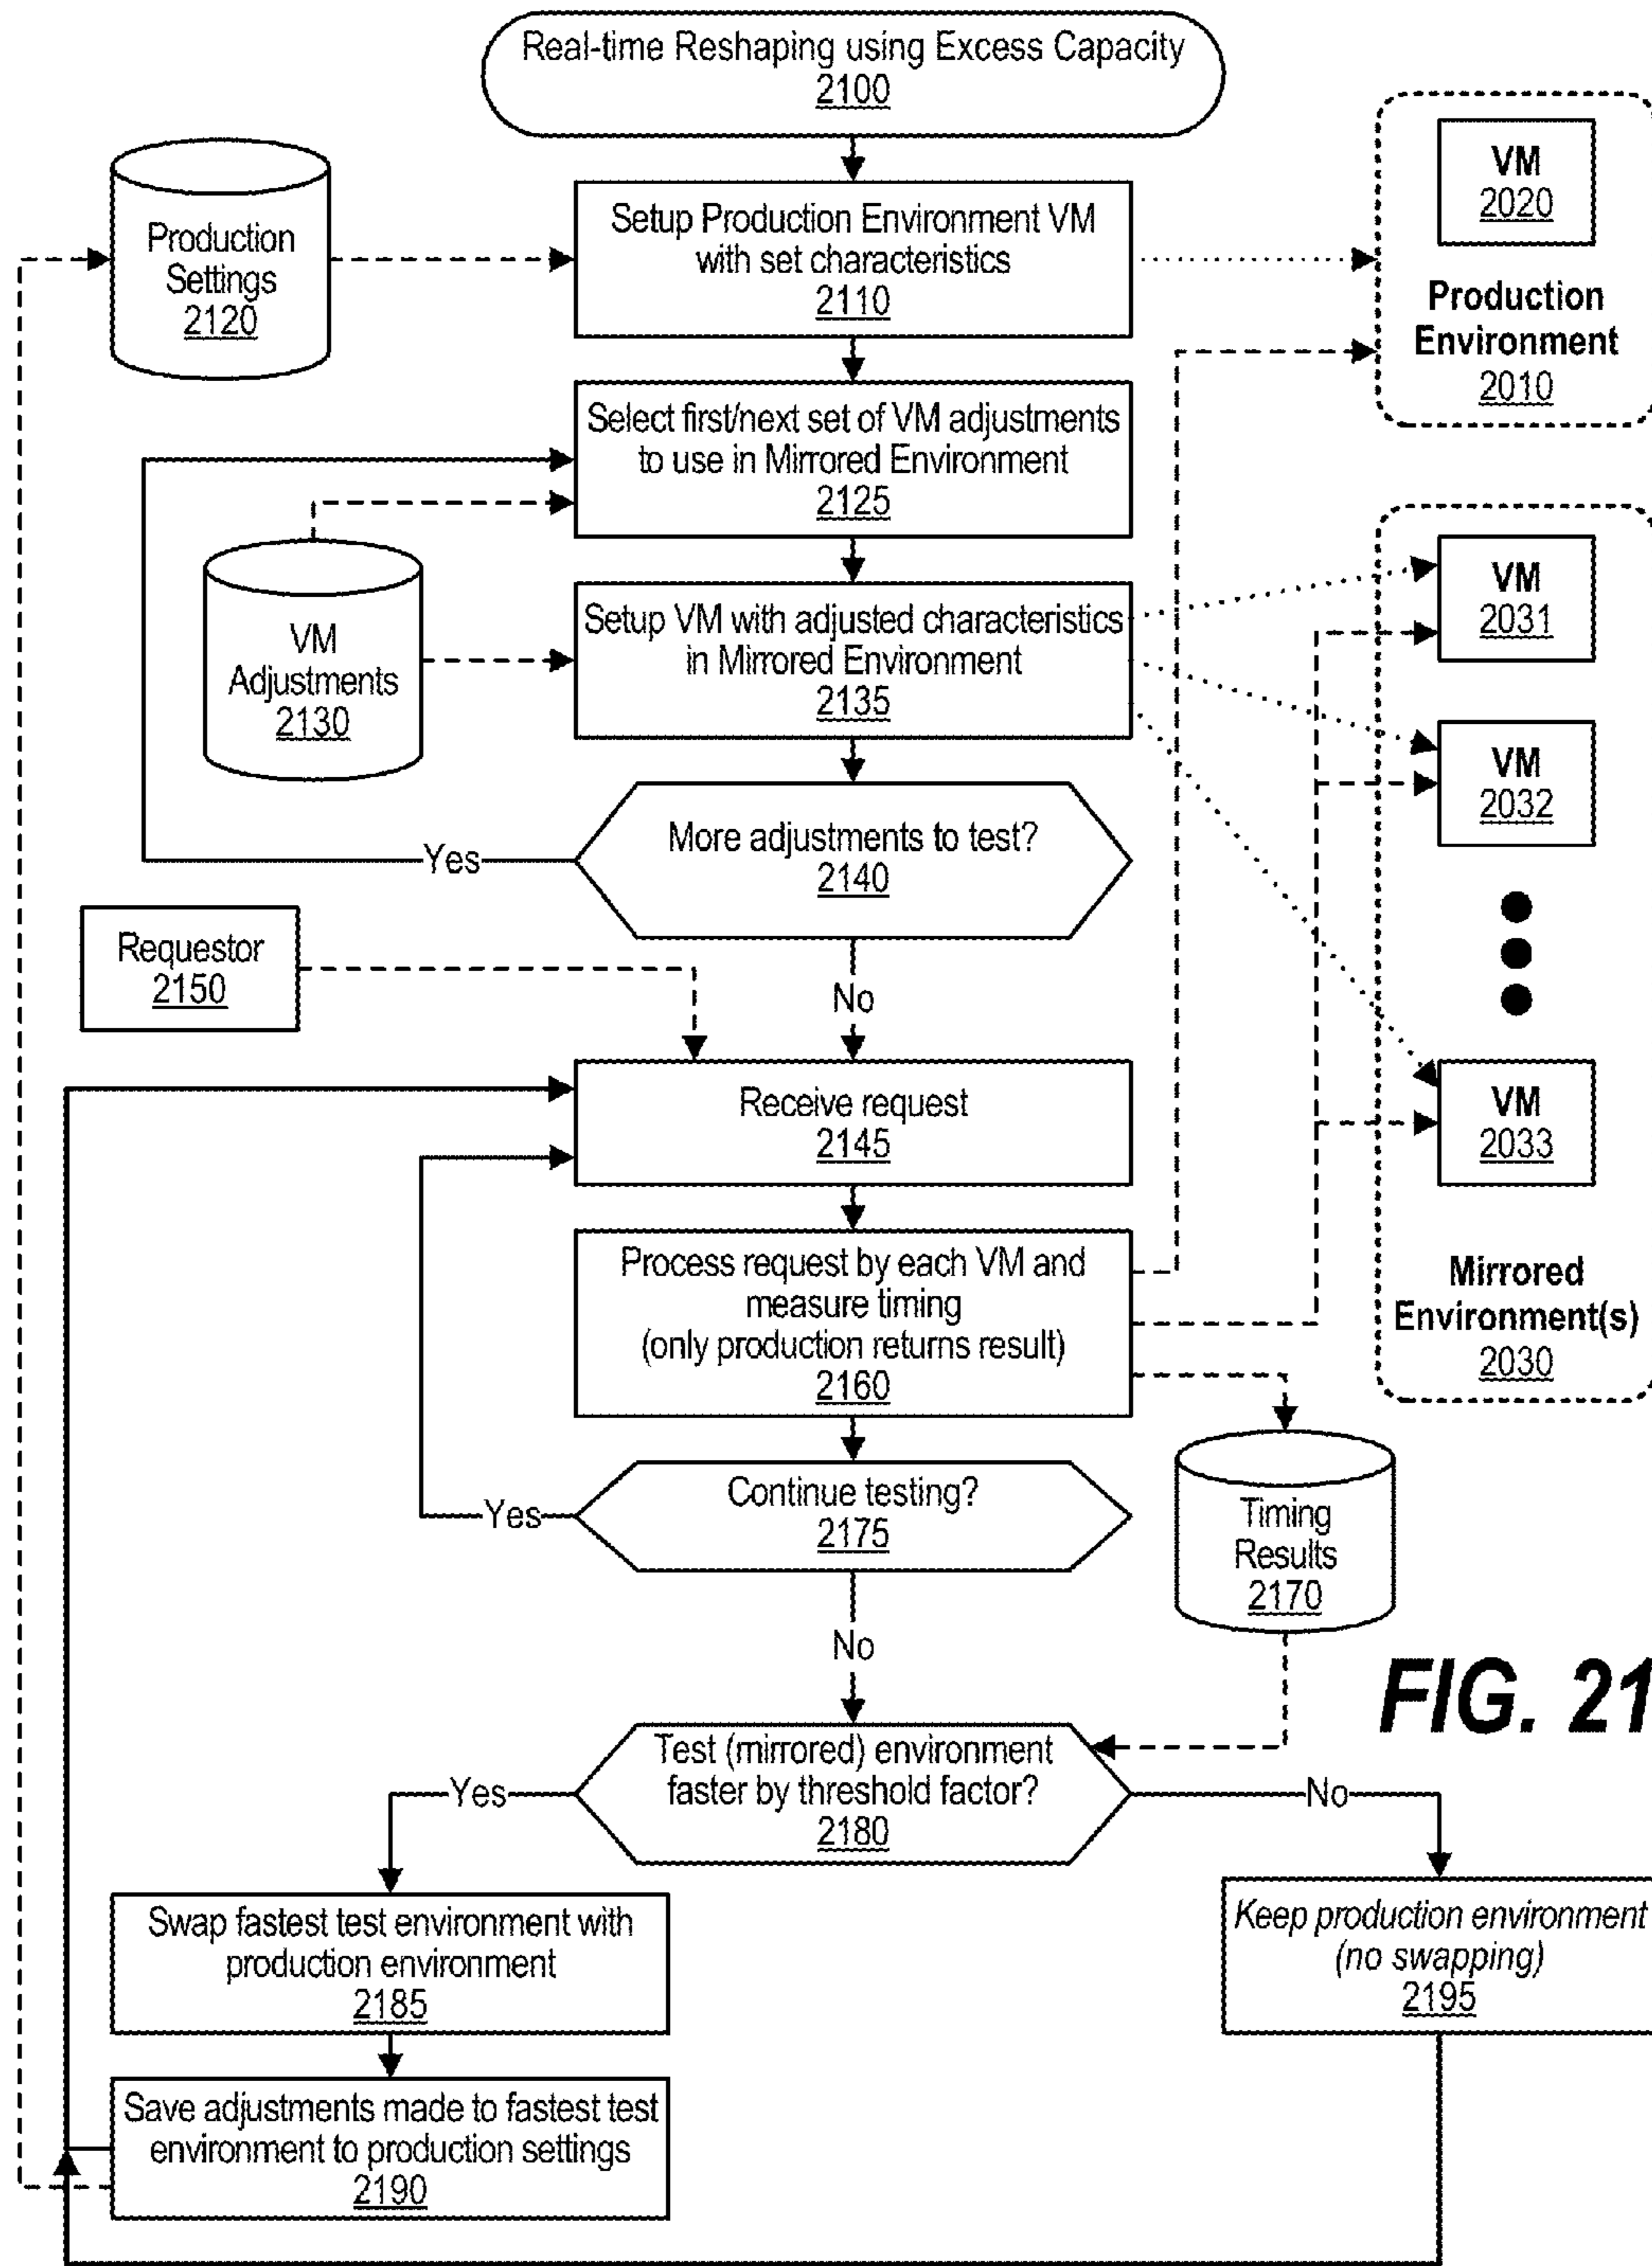 Real-time Reshaping using Excess Capacity
2100
Production
Settings
2120
Setup Production Environment VM
with set characteristics
2110
VM
2020
Production
Environment
2010
Select first/next set of VM adjustments
to use in Mirrored Environment
2125
VM
Adjustments
2130
Setup VM with adjusted characteristics
in Mirrored Environment
2135
VM
2031
VM
2032
VM
2033
Mirrored
Environment(s)
2030
More adjustments to test?
2140
Yes
No
Requestor
2150
Receive request
2145
Process request by each VM and
measure timing
(only production returns result)
2160
Continue testing?
2175
Yes
No
Timing
Results
2170
FIG. 21
Test (mirrored) environment
faster by threshold factor?
2180
Yes
No
Swap fastest test environment with
production environment
2185
Keep production environment
(no swapping)
2195
Save adjustments made to fastest test
environment to production settings
2190